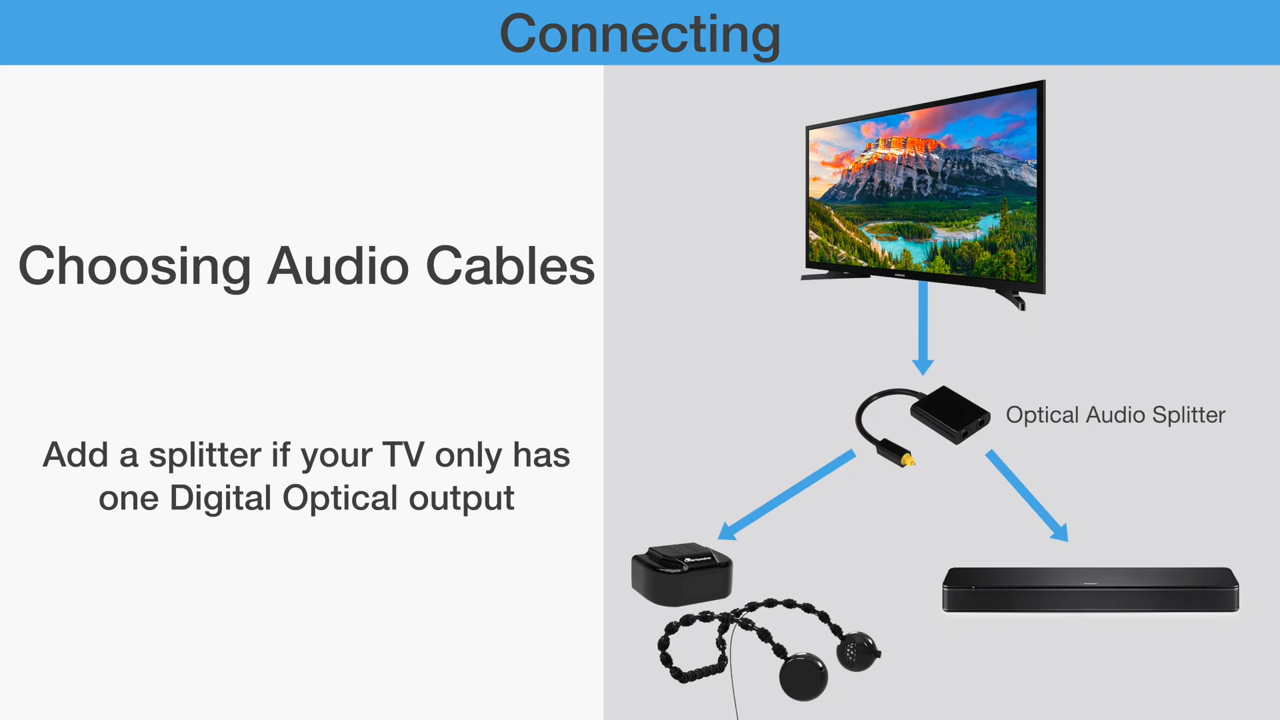 Connecting
Choosing Audio Cables
Add a splitter if your TV only has
one Digital Optical output
Optical Audio Splitter